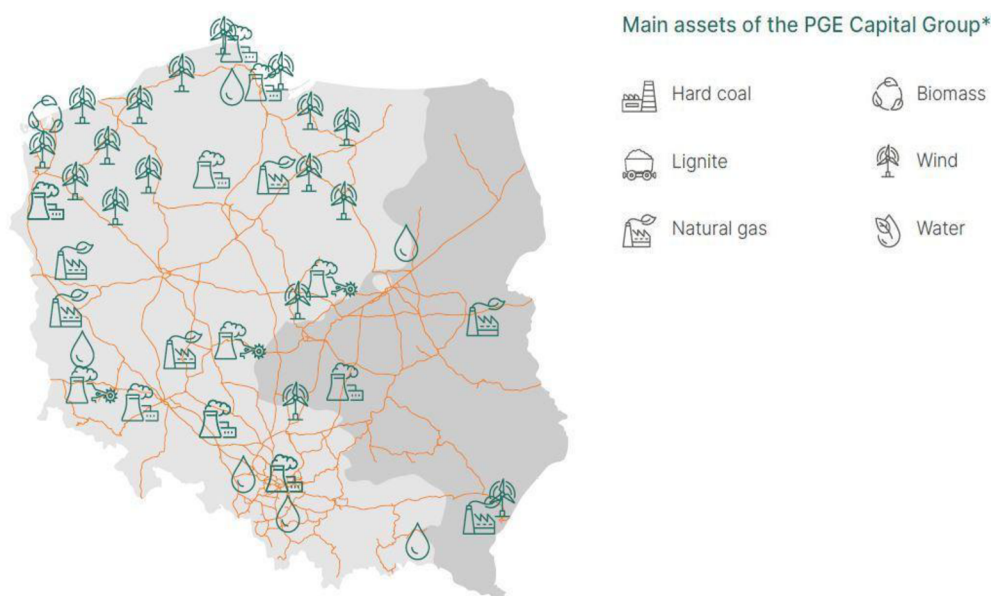 Main assets of the PGE Capital Group*
Hard coal
Biomass
Lignite
Wind
Natural gas
Water